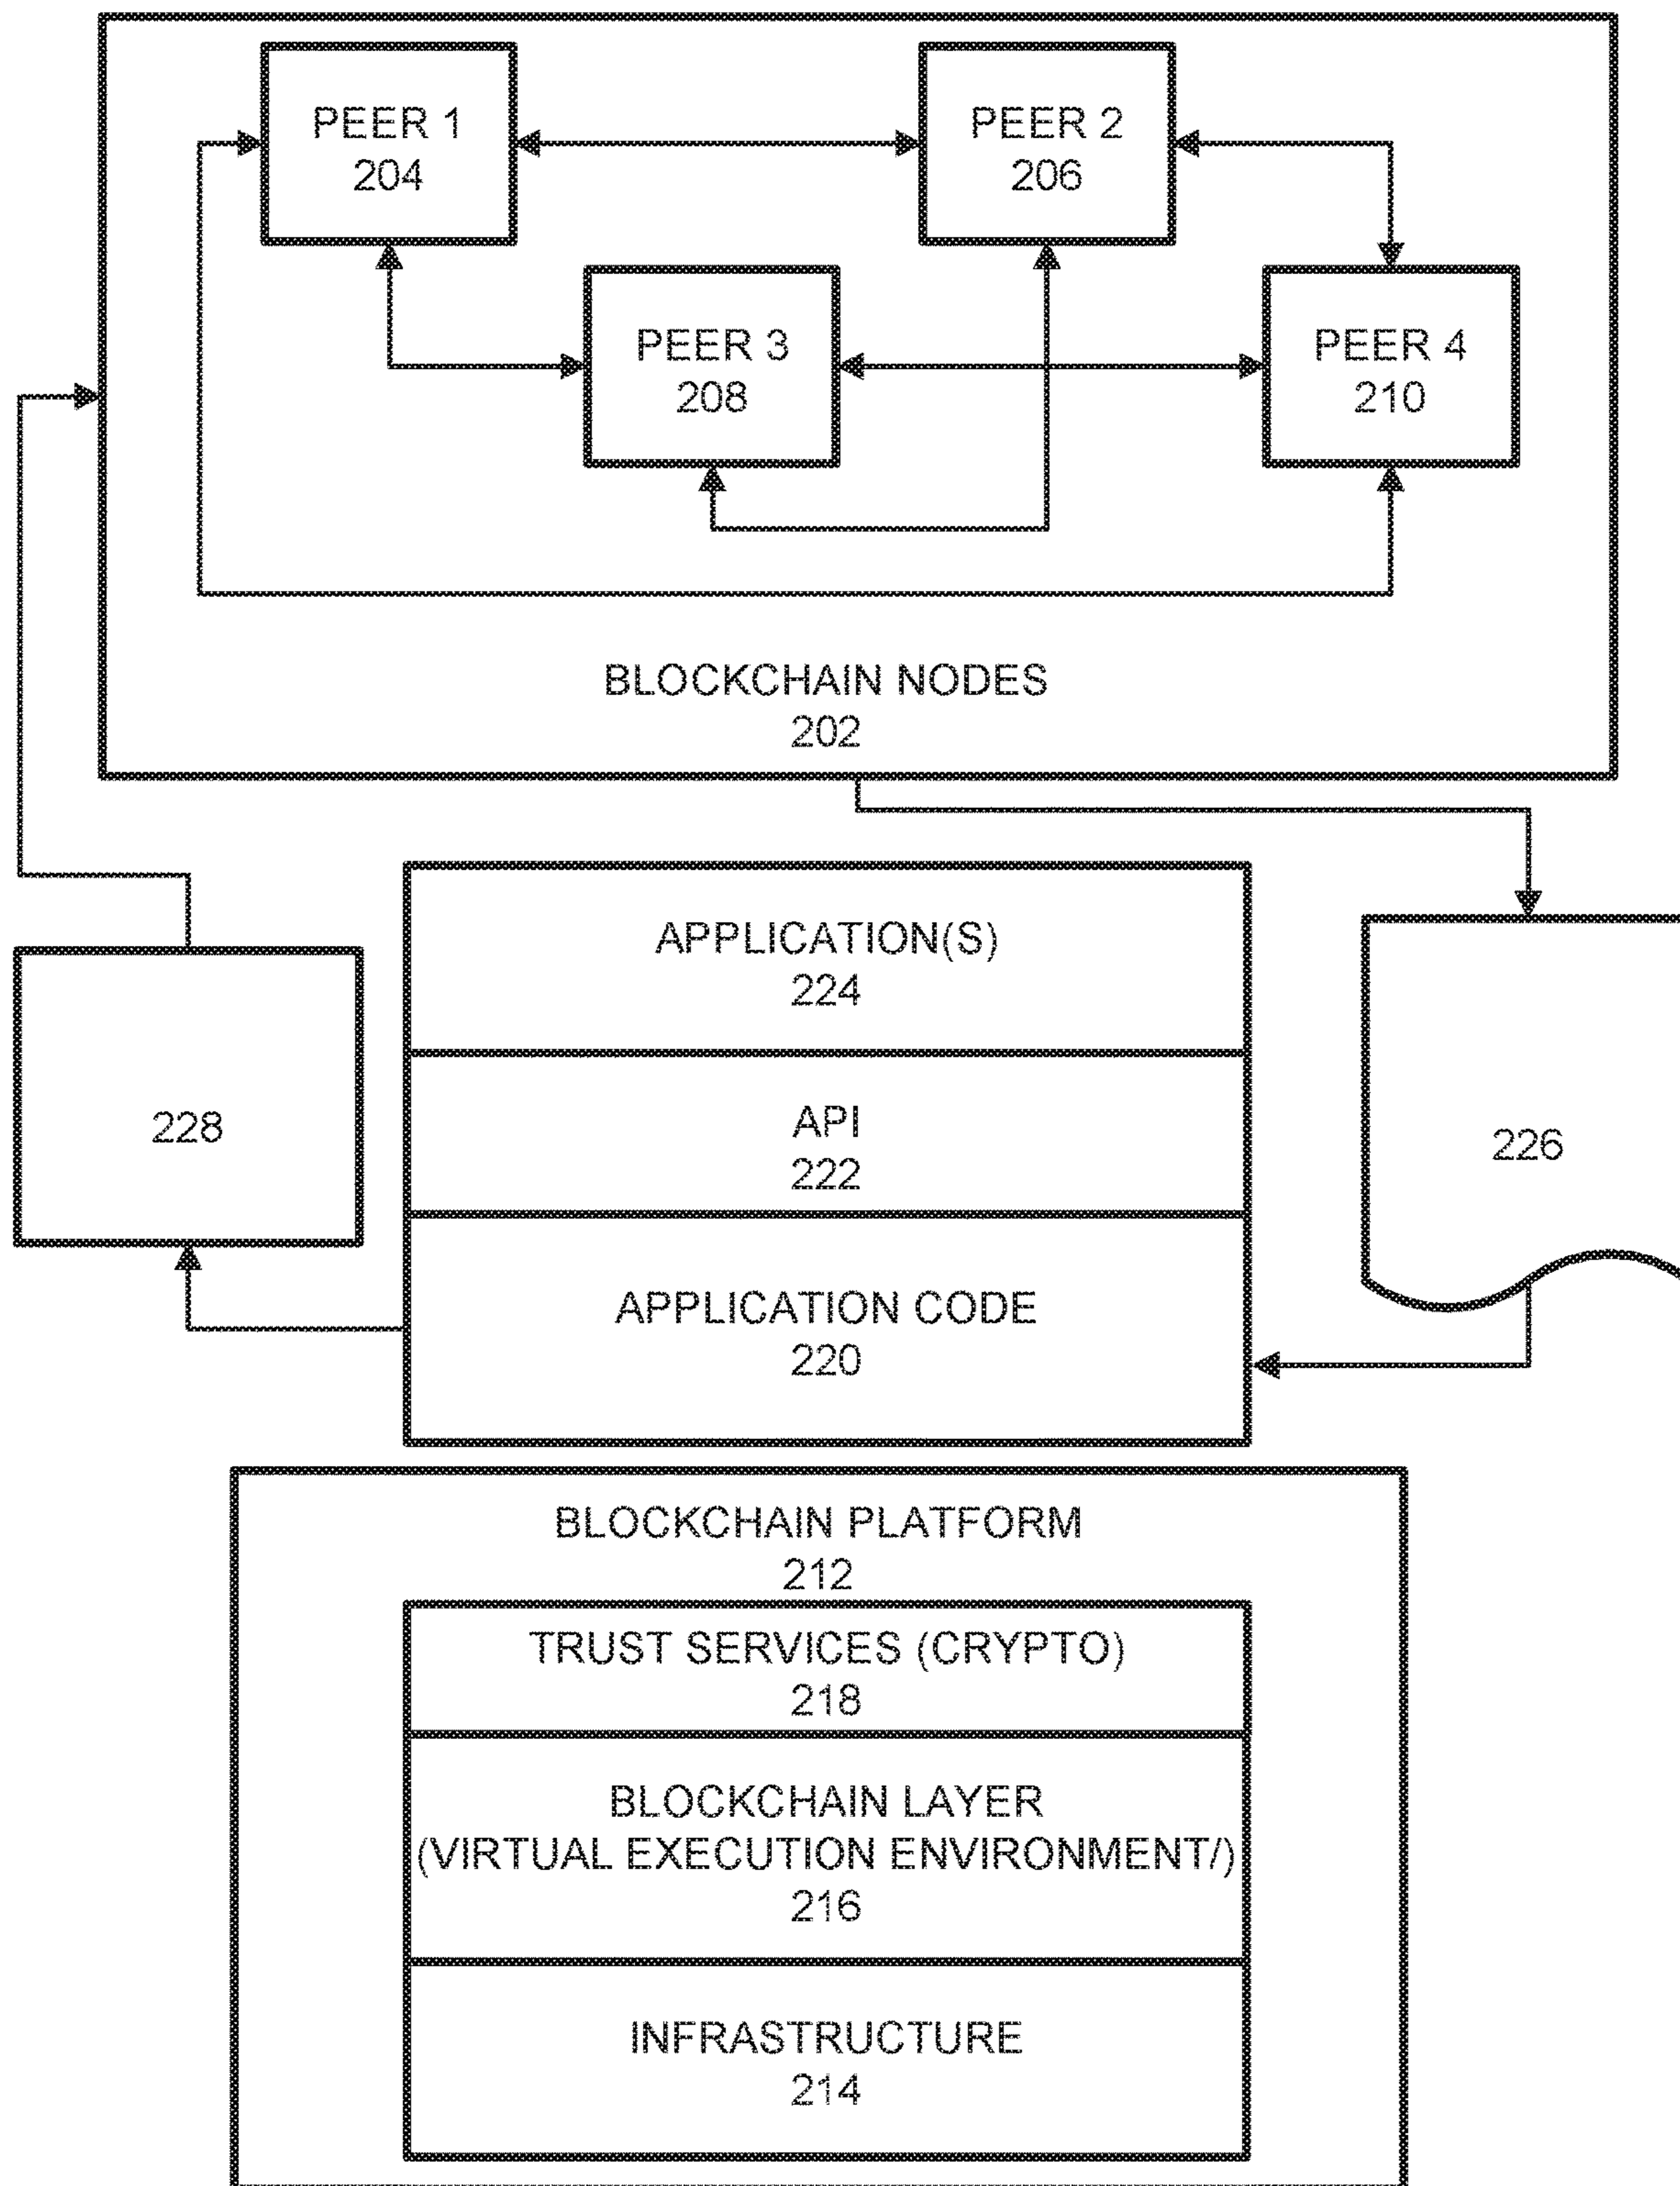 PEER 1
204
PEER 2
206
PEER 3
208
PEER 4
210
BLOCKCHAIN NODES
202
APPLICATION(S)
224
API
222
228
226
APPLICATION CODE
220
BLOCKCHAIN PLATFORM
212
TRUST SERVICES (CRYPTO)
218
BLOCKCHAIN LAYER
(VIRTUAL EXECUTION ENVIRONMENT/)
216
INFRASTRUCTURE
214